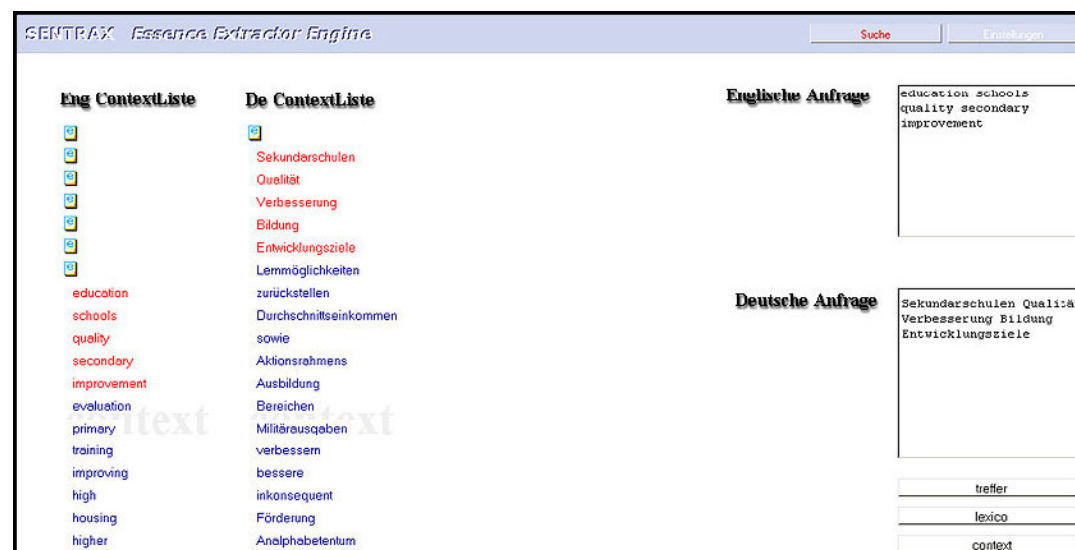 SENTRAX Essence Extractor Engine
Suche
Einstellungen
Eng ContextListe
De ContextListe
Sekundarschulen
Qualität
Verbesserung
Bildung
Entwicklungsziele
Lernmöglichkeiten
education
zurückstellen
schools
Durchschnittseinkommen
quality
sowie
secondary
Aktionsrahmens
improvement
Ausbildung
evaluation
Bereichen
primary
Militärausgaben
training
verbessern
improving
bessere
high
inkonsequent
housing
Förderung
higher
Analphabetentum
context
context
Englische Anfrage
education schools
quality secondary
improvement
Deutsche Anfrage
Sekundarschulen Qualitä
Verbesserung Bildung
Entwicklungsziele
treffer
lexico
context